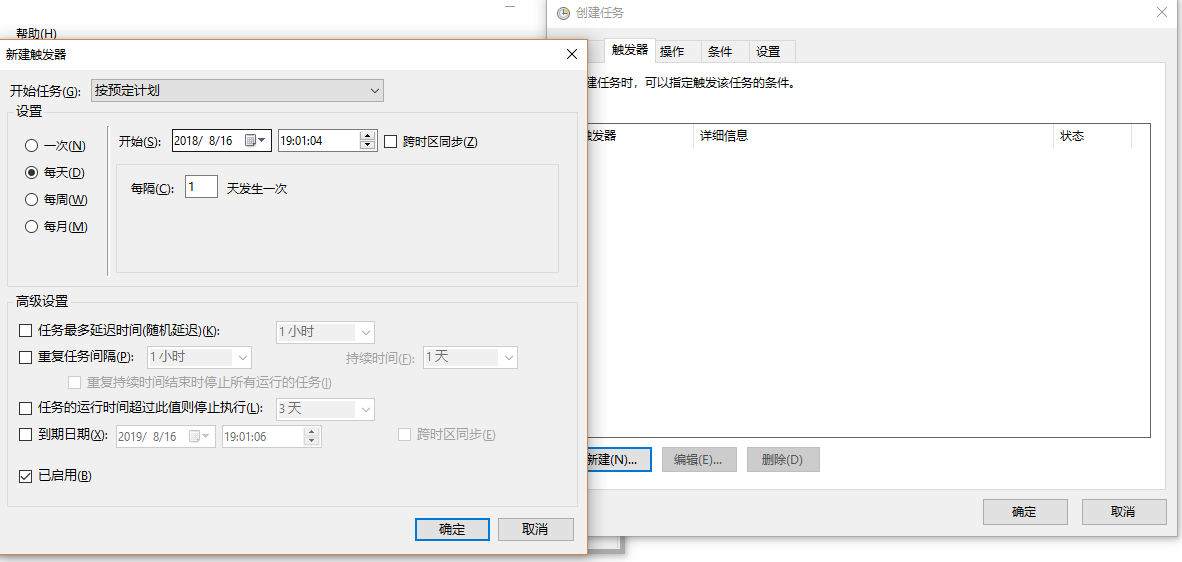 帮助(H)
新建触发器
开始任务(G): 按预定计划
设置
一次(N)
每天(D)
每周(W)
每月(M)
开始(S): 2018/ 8/16 19:01:04 跨时区同步(Z)
每隔(C): 1 天发生一次
高级设置
任务最多延迟时间(随机延迟)(K): 1 小时
重复任务间隔(P): 1 小时 持续时间(F): 1 天
重复持续时间结束时停止所有运行的任务(I)
任务的运行时间超过此值则停止执行(L): 3 天
到期日期(X): 2019/ 8/16 19:01:06 跨时区同步(E)
已启用(B)
确定 取消
创建任务
触发器 操作 条件 设置
建任务时，可以指定触发该任务的条件。
发器 详细信息 状态
新建(N)... 编辑(E)... 删除(D)
确定 取消